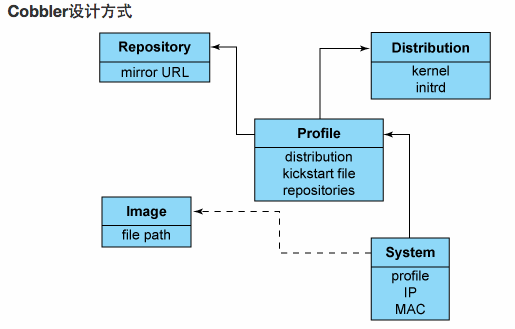 Cobbler设计方式
Repository
mirror URL
Distribution
kernel
initrd
Profile
distribution
kickstart file
repositories
Image
file path
System
profile
IP
MAC